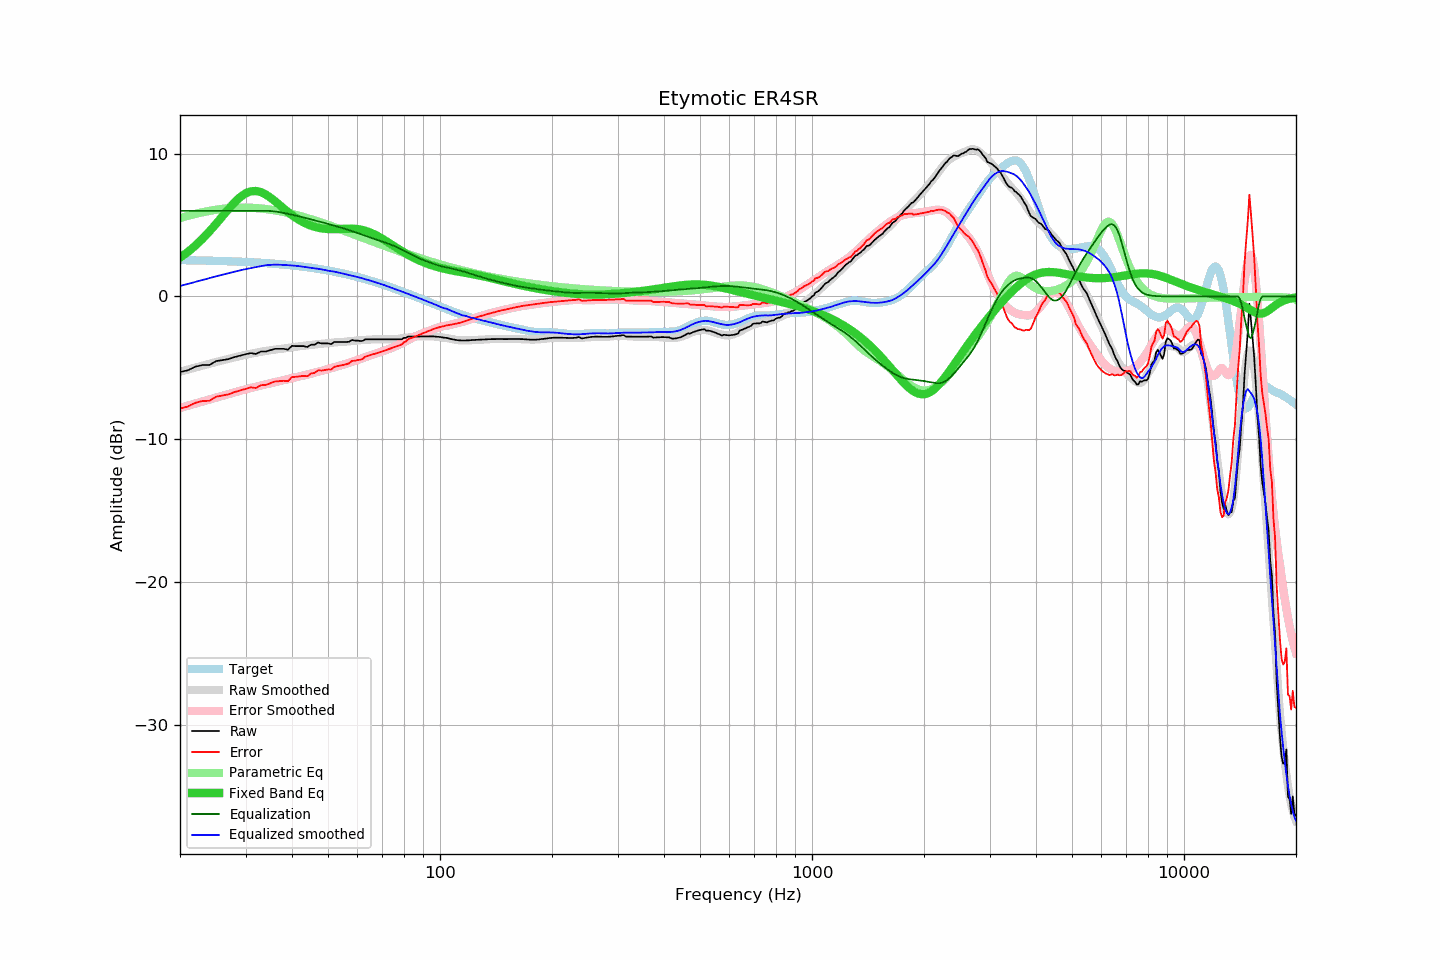 Etymotic ER4SR
Amplitude (dBr)
10
0
−10
−20
−30
Target
Raw Smoothed
Error Smoothed
Raw
Error
Parametric Eq
Fixed Band Eq
Equalization
Equalized smoothed
100
1000
10000
Frequency (Hz)